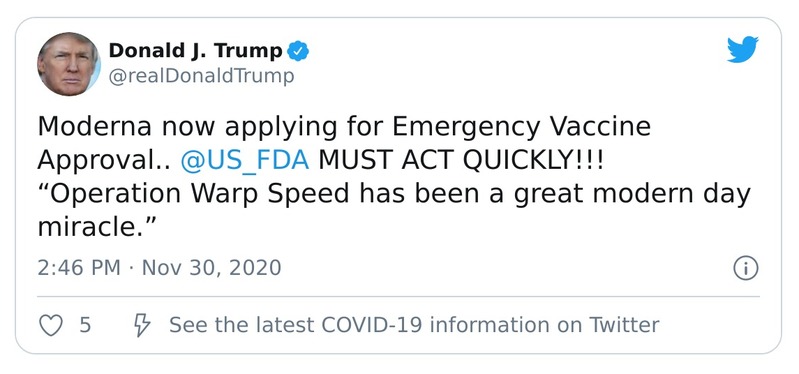 Donald J. Trump
@realDonaldTrump
Moderna now applying for Emergency Vaccine
Approval.. @US_FDA MUST ACT QUICKLY!!!
“Operation Warp Speed has been a great modern day
miracle.”
2:46 PM · Nov 30, 2020
5
See the latest COVID-19 information on Twitter